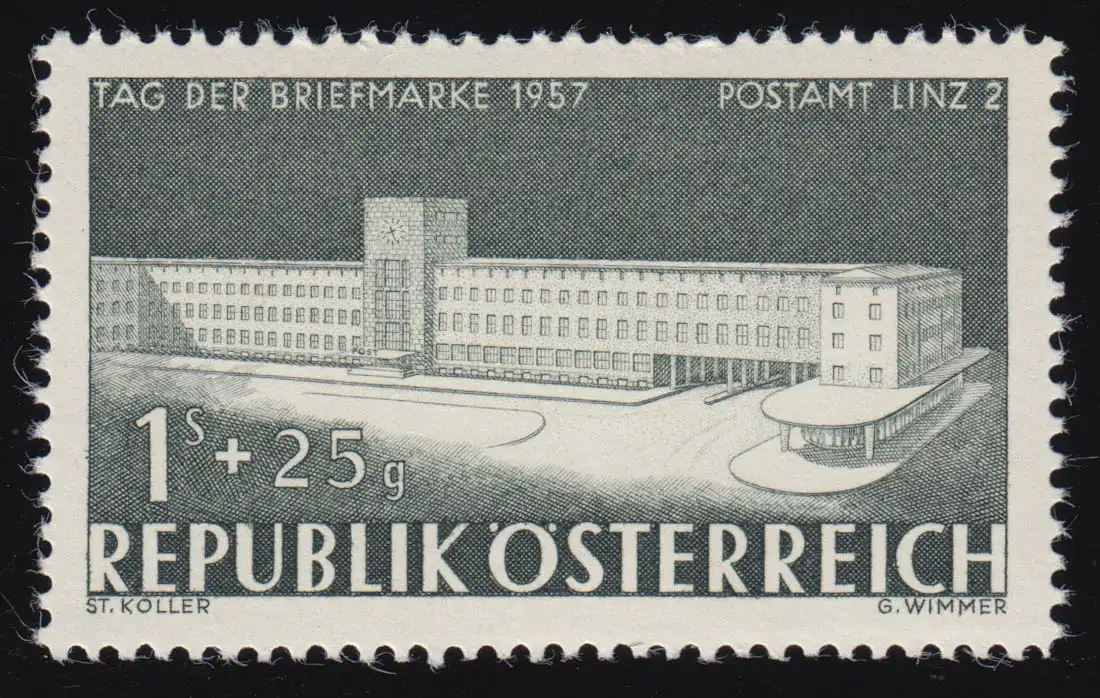 TAG DER BRIEFMARKE 1957 POSTAMT LINZ 2
POST
1S + 25g
REPUBLIK ÖSTERREICH
ST. KOLLER G. WIMMER